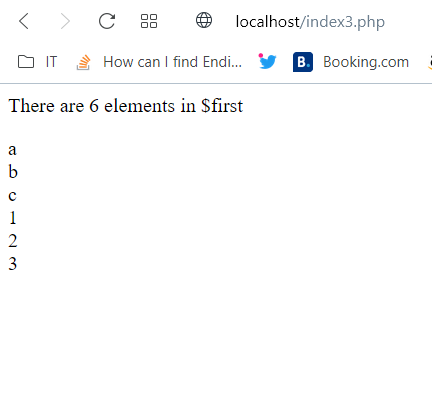 localhost/index3.php
IT How can I find Endi... B. Booking.com
There are 6 elements in $first
a
b
c
1
2
3